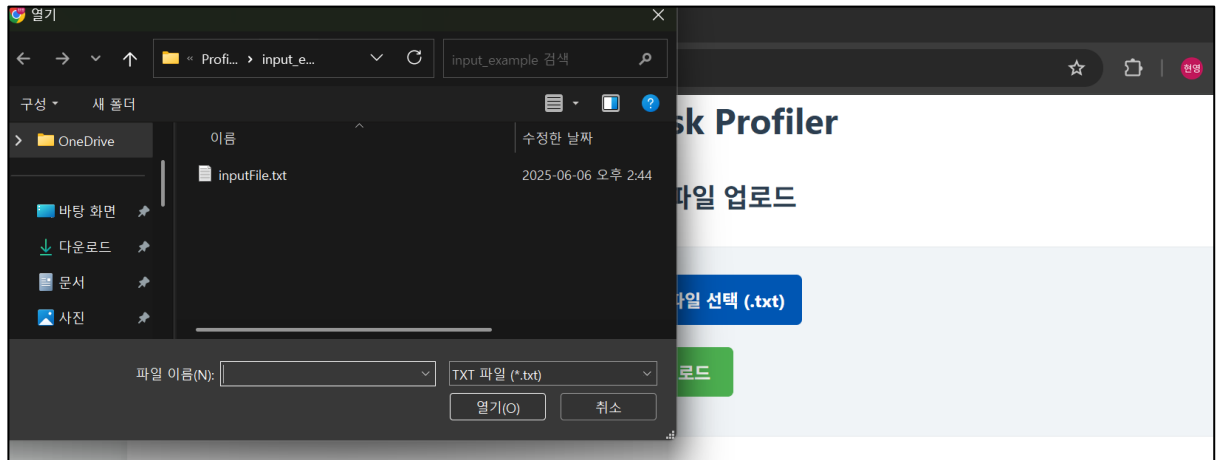 열기
« Profi... › input_e...
input_example 검색
구성
새 폴더
OneDrive
이름
수정한 날짜
inputFile.txt
2025-06-06 오후 2:44
바탕 화면
다운로드
문서
사진
파일 이름(N):
TXT 파일 (*.txt)
열기(O)
취소
현영
sk Profiler
파일 업로드
파일 선택 (.txt)
로드